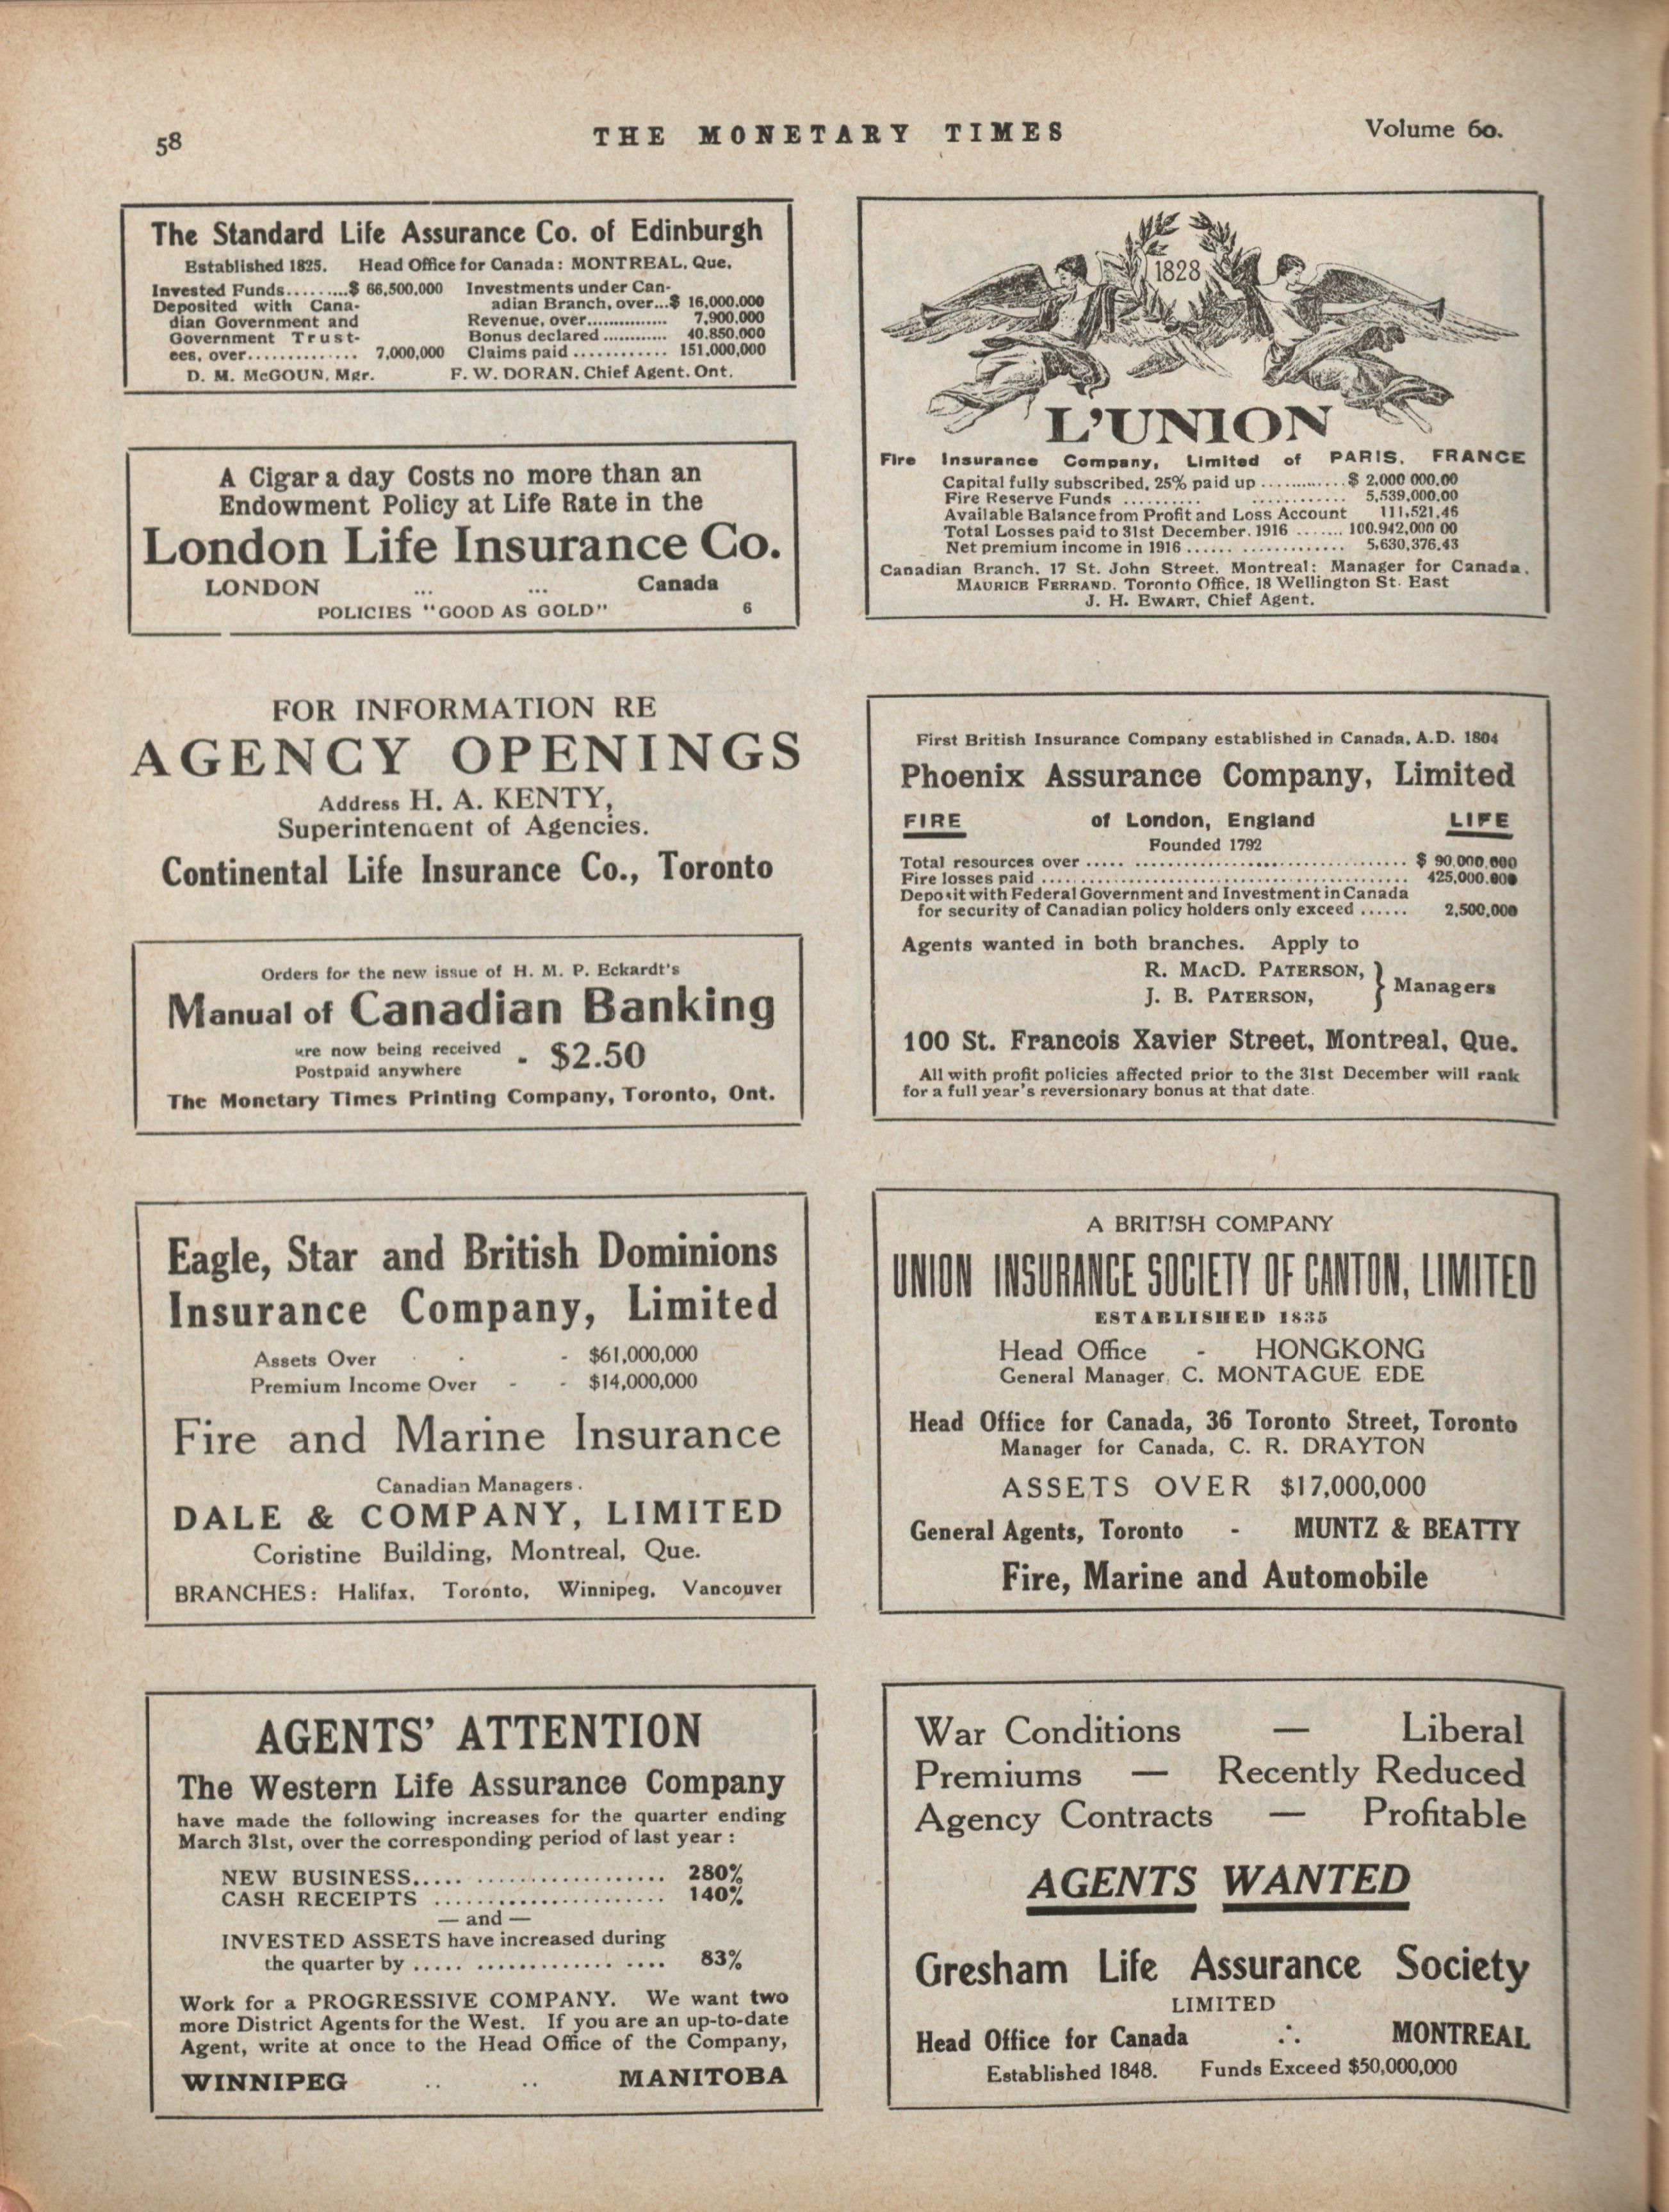 58
THE MONETARY TIMES
Volume 60.
The Standard Life Assurance Co. of Edinburgh
Established 1825. Head Office for Canada: MONTREAL, Que.
Invested Funds.........$ 66,500,000
Deposited with Cana-
dian Government and
Government Trust-
ees, over.............. 7,000,000
Investments under Can-
adian Branch, over...$ 16,000,000
Revenue, over............... 7,900,000
Bonus declared ............ 40,850,000
Claims paid ............ 151,000,000
D. M. McGOUN, Mgr. F. W. DORAN, Chief Agent, Ont.
A Cigar a day Costs no more than an
Endowment Policy at Life Rate in the
London Life Insurance Co.
LONDON ... ... Canada
POLICIES "GOOD AS GOLD" 6
FOR INFORMATION RE
AGENCY OPENINGS
Address H. A. KENTY,
Superintendent of Agencies.
Continental Life Insurance Co., Toronto
Orders for the new issue of H. M. P. Eckardt's
Manual of Canadian Banking
are now being received
Postpaid anywhere - $2.50
The Monetary Times Printing Company, Toronto, Ont.
Eagle, Star and British Dominions
Insurance Company, Limited
Assets Over - - $61,000,000
Premium Income Over - - $14,000,000
Fire and Marine Insurance
Canadian Managers.
DALE & COMPANY, LIMITED
Coristine Building, Montreal, Que.
BRANCHES: Halifax, Toronto, Winnipeg, Vancouver
AGENTS' ATTENTION
The Western Life Assurance Company
have made the following increases for the quarter ending
March 31st, over the corresponding period of last year :
NEW BUSINESS..... .................. 280%
CASH RECEIPTS ...................... 140%
— and —
INVESTED ASSETS have increased during
the quarter by ..... ............. .... 83%
Work for a PROGRESSIVE COMPANY. We want two
more District Agents for the West. If you are an up-to-date
Agent, write at once to the Head Office of the Company,
WINNIPEG .. .. MANITOBA
1828
L'UNION
Fire Insurance Company, Limited of PARIS, FRANCE
Capital fully subscribed, 25% paid up .............$ 2,000 000.00
Fire Reserve Funds .......... ............ 5,539,000.00
Available Balance from Profit and Loss Account 111,521.46
Total Losses paid to 31st December, 1916 ....... 100,942,000 00
Net premium income in 1916 ...... ............. 5,630,376.43
Canadian Branch, 17 St. John Street, Montreal: Manager for Canada,
MAURICE FERRAND. Toronto Office, 18 Wellington St. East
J. H. EWART, Chief Agent.
First British Insurance Company established in Canada, A.D. 1804
Phoenix Assurance Company, Limited
FIRE of London, England LIFE
Founded 1792
Total resources over ..... .................................. $ 90,000,000
Fire losses paid .............................................. 425,000,000
Deposit with Federal Government and Investment in Canada
for security of Canadian policy holders only exceed ...... 2,500,000
Agents wanted in both branches. Apply to
R. MACD. PATERSON,
J. B. PATERSON, } Managers
100 St. Francois Xavier Street, Montreal, Que.
All with profit policies affected prior to the 31st December will rank
for a full year's reversionary bonus at that date.
A BRITISH COMPANY
UNION INSURANCE SOCIETY OF CANTON, LIMITED
ESTABLISHED 1835
Head Office - HONGKONG
General Manager, C. MONTAGUE EDE
Head Office for Canada, 36 Toronto Street, Toronto
Manager for Canada, C. R. DRAYTON
ASSETS OVER $17,000,000
General Agents, Toronto - MUNTZ & BEATTY
Fire, Marine and Automobile
War Conditions — Liberal
Premiums — Recently Reduced
Agency Contracts — Profitable
AGENTS WANTED
Gresham Life Assurance Society
LIMITED
Head Office for Canada ∴ MONTREAL
Established 1848. Funds Exceed $50,000,000